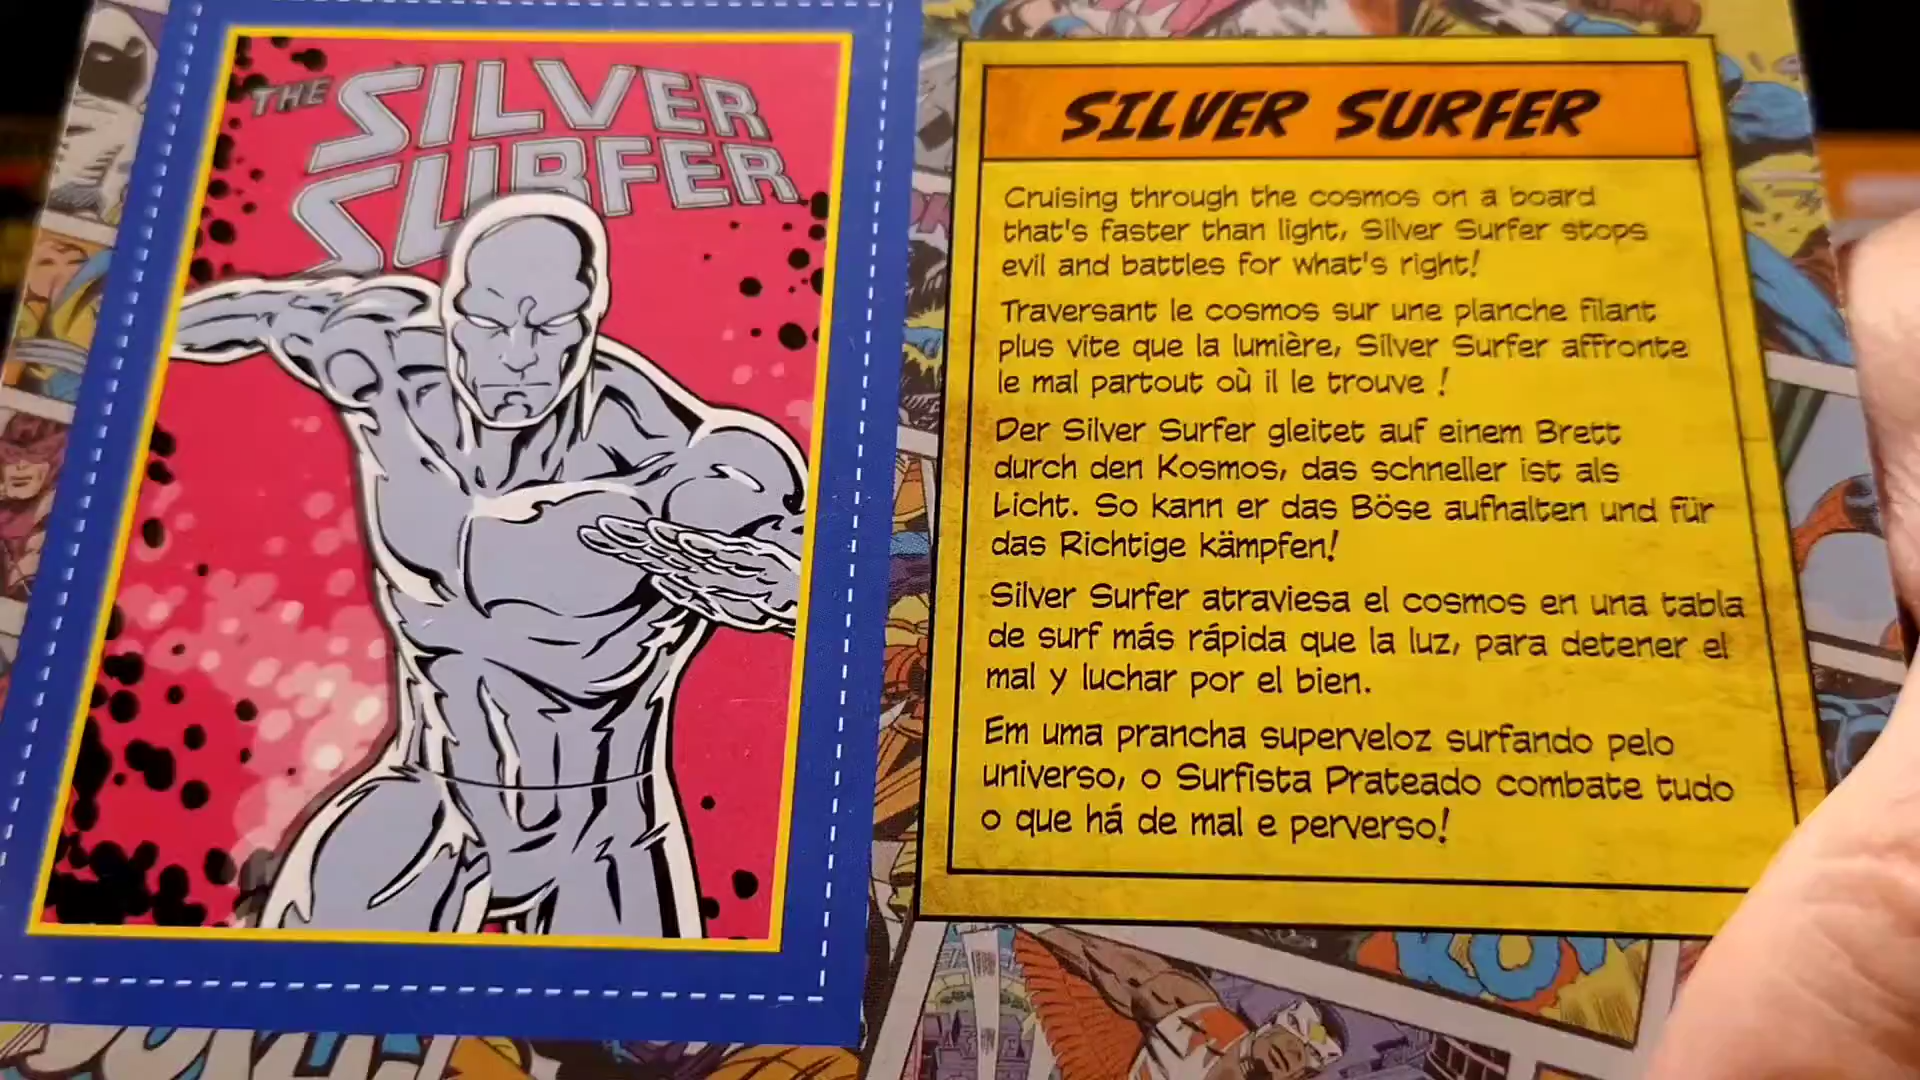 THE SILVER
SURFER
SILVER SURFER
Cruising through the cosmos on a board
that's faster than light, Silver Surfer stops
evil and battles for what's right!
Traversant le cosmos sur une planche filant
plus vite que la lumière, Silver Surfer affronte
le mal partout où il le trouve !
Der Silver Surfer gleitet auf einem Brett
durch den Kosmos, das schneller ist als
Licht. So kann er das Böse aufhalten und für
das Richtige kämpfen!
Silver Surfer atraviesa el cosmos en una tabla
de surf más rápida que la luz, para detener el
mal y luchar por el bien.
Em uma prancha superveloz surfando pelo
universo, o Surfista Prateado combate tudo
o que há de mal e perverso!